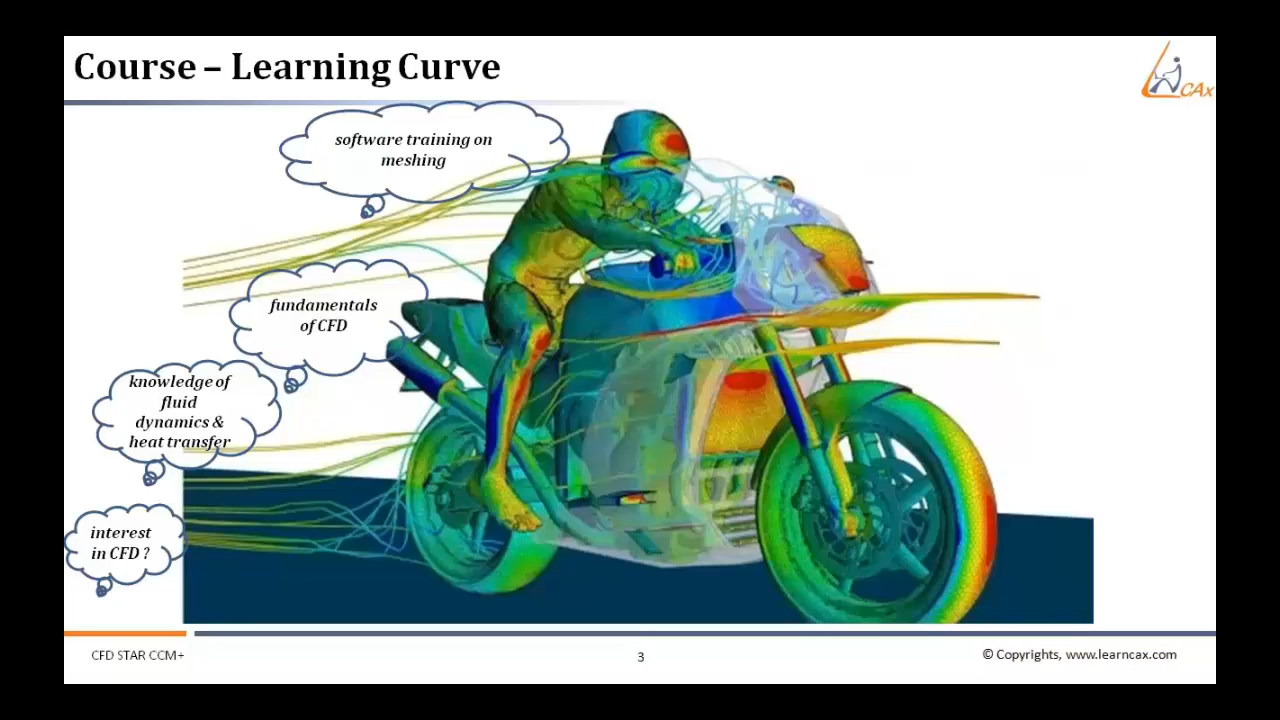 Course – Learning Curve
CAx
software training on
meshing
fundamentals
of CFD
knowledge of
fluid
dynamics &
heat transfer
interest
in CFD ?
CFD STAR CCM+
3
© Copyrights, www.learncax.com